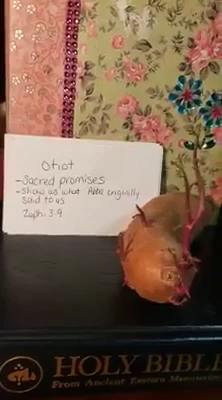 Otiot
-Sacred promises
-show us what Abba originally
said to us
Zeph. 3:9
HOLY BIBLE
From Ancient Eastern Manuscrip